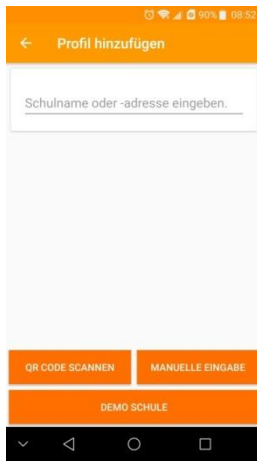 90% 08:52
Profil hinzufügen
Schulname oder -adresse eingeben.
QR CODE SCANNEN
MANUELLE EINGABE
DEMO SCHULE